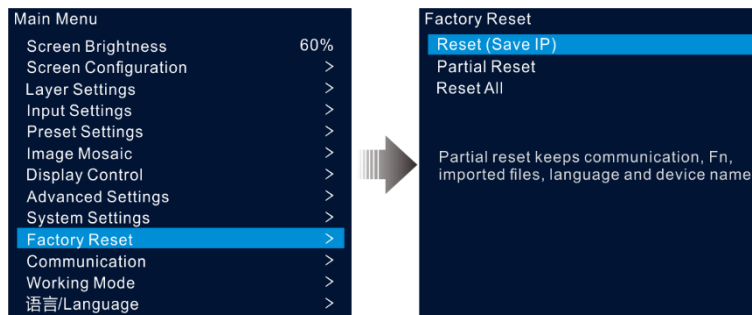 Main Menu
Screen Brightness 60%
Screen Configuration >
Layer Settings >
Input Settings >
Preset Settings >
Image Mosaic >
Display Control >
Advanced Settings >
System Settings >
Factory Reset >
Communication >
Working Mode >
语言/Language >
Factory Reset
Reset (Save IP)
Partial Reset
Reset All
Partial reset keeps communication, Fn,
imported files, language and device name